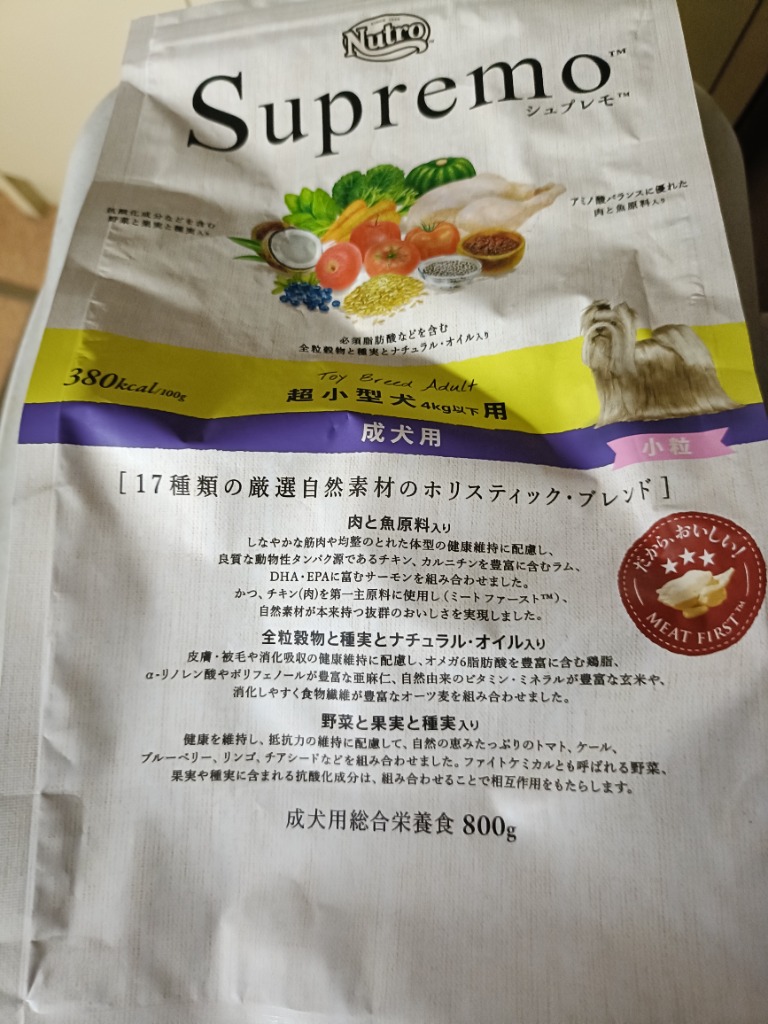 Nutro
Supremo™
シュプレモ™
抗酸化成分などを含む
野菜と果実と種実入り
アミノ酸バランスに優れた
肉と魚原料入り
必須脂肪酸などを含む
全粒穀物と種実とナチュラル・オイル入り
380kcal/100g
Toy Breed Adult
超小型犬4kg以下用
成犬用
小粒
[17種類の厳選自然素材のホリスティック・ブレンド]
肉と魚原料入り
しなやかな筋肉や均整のとれた体型の健康維持に配慮し、
良質な動物性タンパク源であるチキン、カルニチンを豊富に含むラム、
DHA・EPAに富むサーモンを組み合わせました。
かつ、チキン(肉)を第一主原料に使用し(ミートファースト™)、
自然素材が本来持つ抜群のおいしさを実現しました。
だから、おいしい!
MEAT FIRST™
全粒穀物と種実とナチュラル・オイル入り
皮膚・被毛や消化吸収の健康維持に配慮し、オメガ6脂肪酸を豊富に含む鶏脂、
α-リノレン酸やポリフェノールが豊富な亜麻仁、自然由来のビタミン・ミネラルが豊富な玄米や、
消化しやすく食物繊維が豊富なオーツ麦を組み合わせました。
野菜と果実と種実入り
健康を維持し、抵抗力の維持に配慮して、自然の恵みたっぷりのトマト、ケール、
ブルーベリー、リンゴ、チアシードなどを組み合わせました。ファイトケミカルとも呼ばれる野菜、
果実や種実に含まれる抗酸化成分は、組み合わせることで相互作用をもたらします。
成犬用総合栄養食 800g